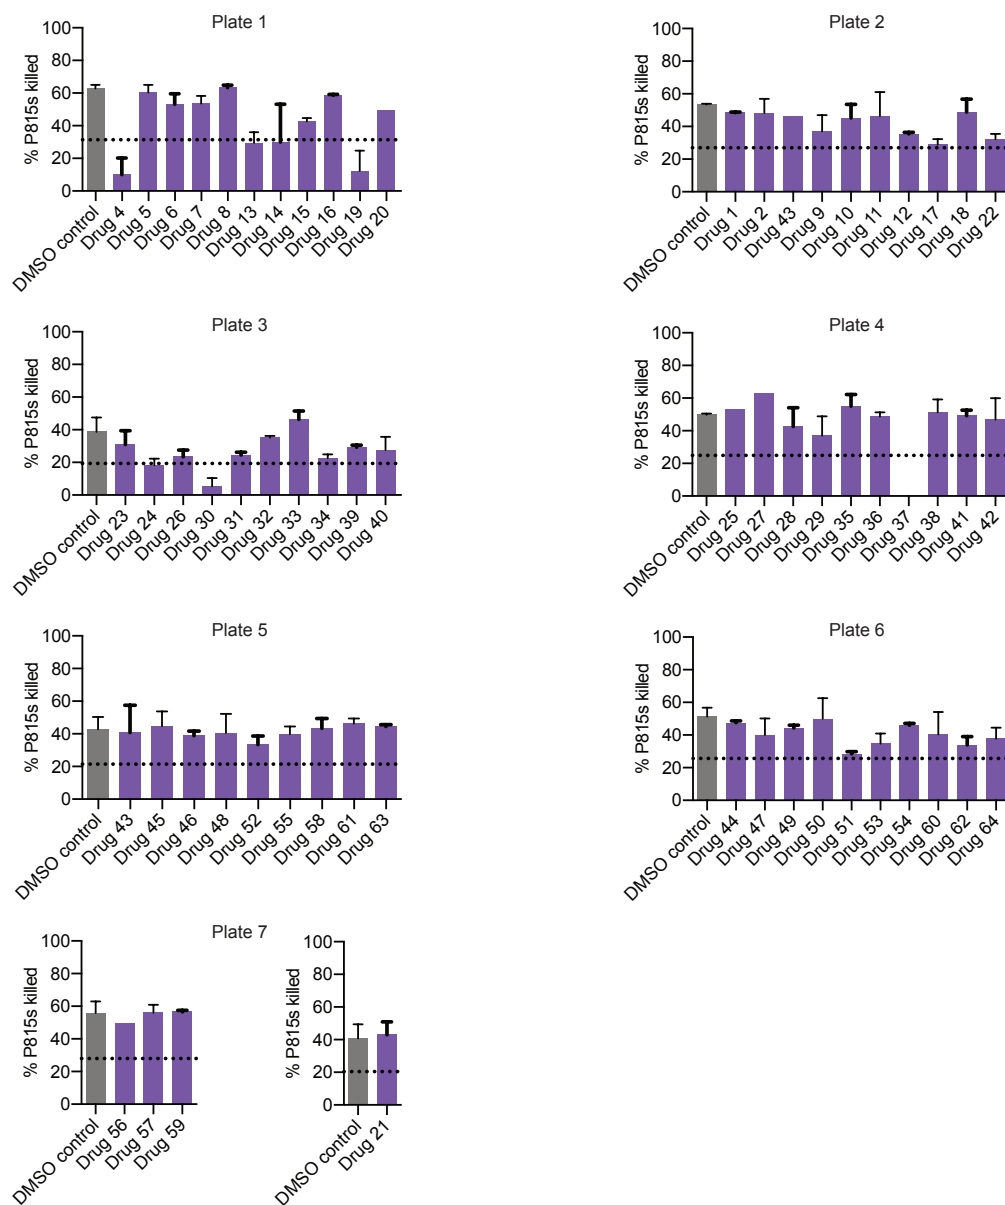 Plate 1
% P815s killed
100
80
60
40
20
0
DMSO control
Drug 4
Drug 5
Drug 6
Drug 7
Drug 8
Drug 13
Drug 14
Drug 15
Drug 16
Drug 19
Drug 20
Plate 2
% P815s killed
100
80
60
40
20
0
DMSO control
Drug 1
Drug 2
Drug 43
Drug 9
Drug 10
Drug 11
Drug 12
Drug 17
Drug 18
Drug 22
Plate 3
% P815s killed
100
80
60
40
20
0
DMSO control
Drug 23
Drug 24
Drug 26
Drug 30
Drug 31
Drug 32
Drug 33
Drug 34
Drug 39
Drug 40
Plate 4
% P815s killed
100
80
60
40
20
0
DMSO control
Drug 25
Drug 27
Drug 28
Drug 29
Drug 35
Drug 36
Drug 37
Drug 38
Drug 41
Drug 42
Plate 5
% P815s killed
100
80
60
40
20
0
DMSO control
Drug 43
Drug 45
Drug 46
Drug 48
Drug 52
Drug 55
Drug 58
Drug 61
Drug 63
Plate 6
% P815s killed
100
80
60
40
20
0
DMSO control
Drug 44
Drug 47
Drug 49
Drug 50
Drug 51
Drug 53
Drug 54
Drug 60
Drug 62
Drug 64
Plate 7
% P815s killed
100
80
60
40
20
0
DMSO control
Drug 56
Drug 57
Drug 59
% P815s killed
100
80
60
40
20
0
DMSO control
Drug 21